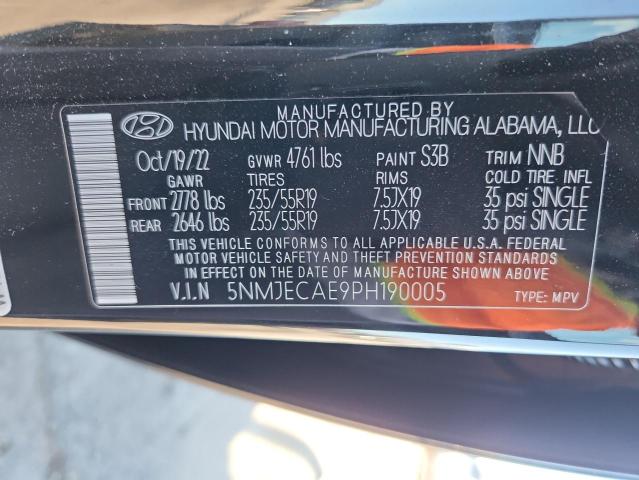 MANUFACTURED BY
HYUNDAI MOTOR MANUFACTURING ALABAMA, LLC
Oct/19/22 GVWR 4761 lbs PAINT S3B TRIM NNB
GAWR TIRES RIMS COLD TIRE INFL
FRONT 2778 lbs 235/55R19 7.5JX19 35 psi SINGLE
REAR 2646 lbs 235/55R19 7.5JX19 35 psi SINGLE
THIS VEHICLE CONFORMS TO ALL APPLICABLE U.S.A. FEDERAL
MOTOR VEHICLE SAFETY AND THEFT PREVENTION STANDARDS
IN EFFECT ON THE DATE OF MANUFACTURE SHOWN ABOVE.
V.I.N 5NMJECAE9PH190005 TYPE: MPV